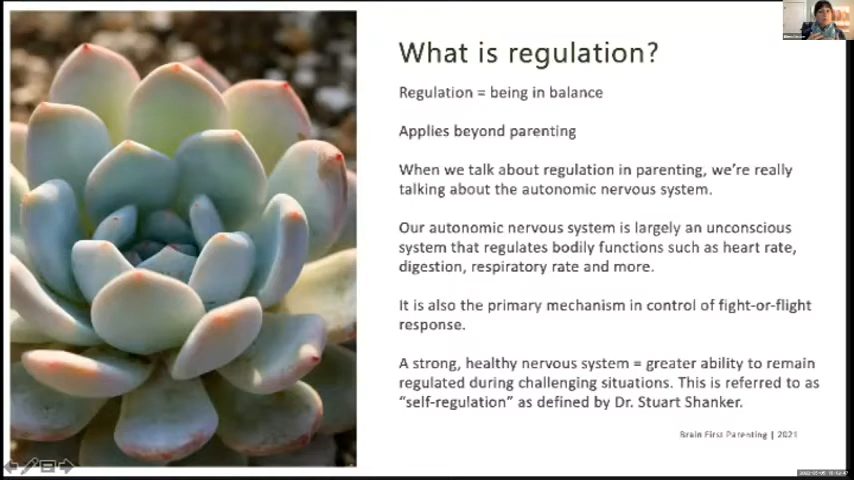 What is regulation?
Regulation = being in balance
Applies beyond parenting
When we talk about regulation in parenting, we're really
talking about the autonomic nervous system.
Our autonomic nervous system is largely an unconscious
system that regulates bodily functions such as heart rate,
digestion, respiratory rate and more.
It is also the primary mechanism in control of fight-or-flight
response.
A strong, healthy nervous system = greater ability to remain
regulated during challenging situations. This is referred to as
“self-regulation” as defined by Dr. Stuart Shanker.
Brain First Parenting | 2021